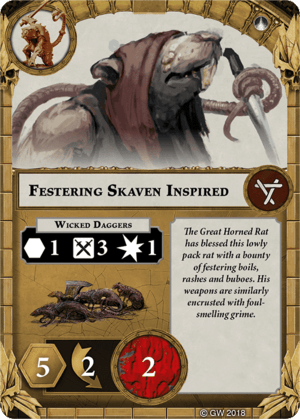 FESTERING SKAVEN INSPIRED
WICKED DAGGERS
1 3 1
The Great Horned Rat
has blessed this lowly
pack rat with a bounty
of festering boils,
rashes and buboes. His
weapons are similarly
encrusted with foul-
smelling grime.
5 2 2
© GW 2018